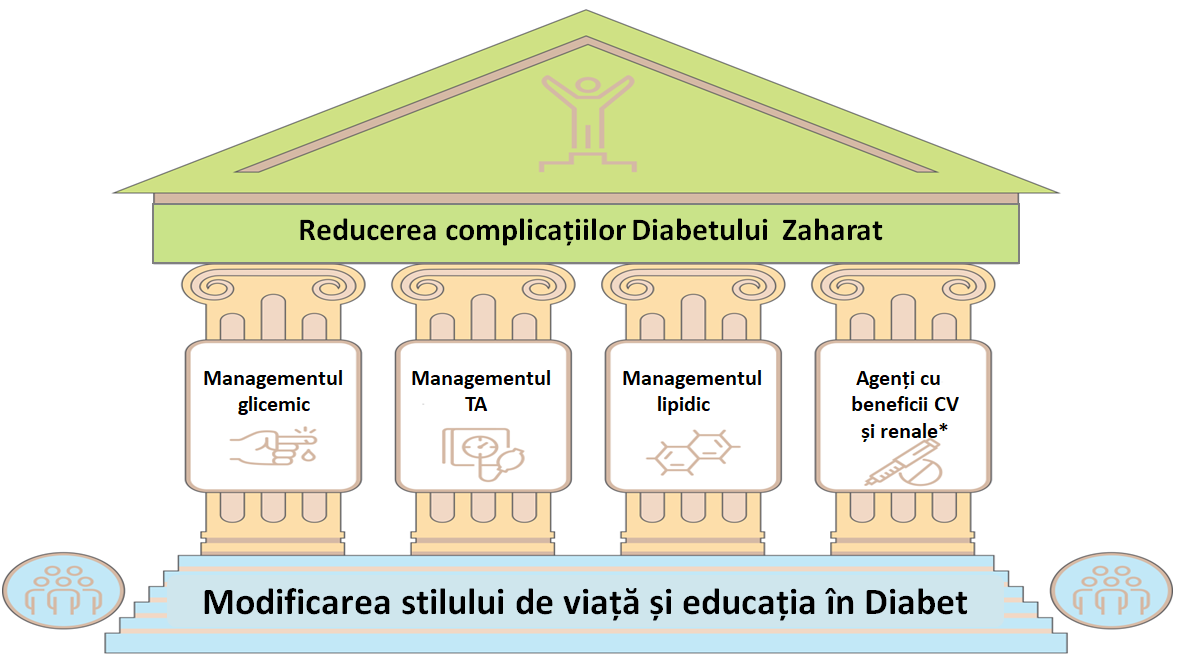 Reducerea complicațiilor Diabetului Zaharat
Managementul
glicemic
Managementul
TA
Managementul
lipidic
Agenți cu
beneficii CV
și renale*
Modificarea stilului de viață și educația în Diabet